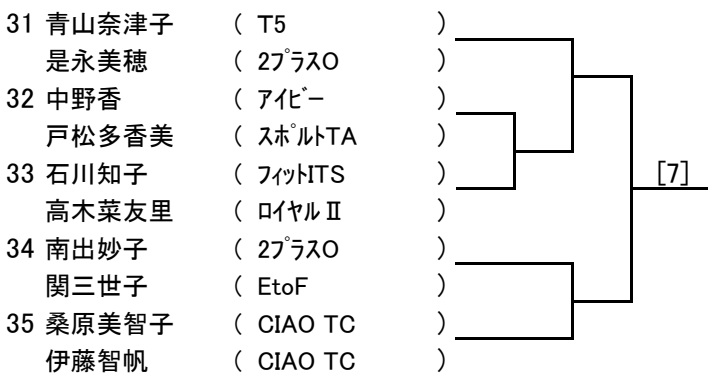 31 青山奈津子 ( T5 )
是永美穂 ( 2プラスO )
32 中野香 ( アイビー )
戸松多香美 ( スポルトTA )
33 石川知子 ( フィットITS )
[7]
高木菜友里 ( ロイヤルⅡ )
34 南出妙子 ( 2プラスO )
関三世子 ( EtoF )
35 桑原美智子 ( CIAO TC )
伊藤智帆 ( CIAO TC )